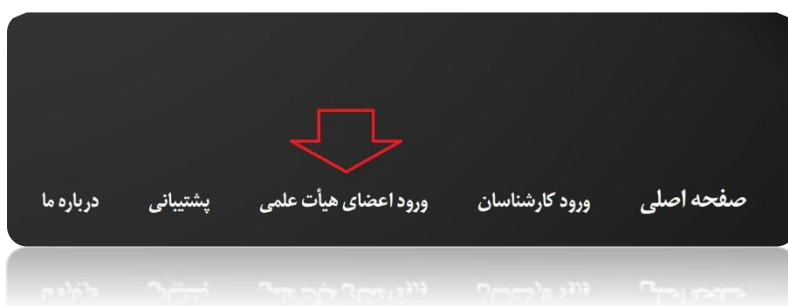 صفحه اصلی ورود کارشناسان ورود اعضای هیأت علمی پشتیبانی درباره ما